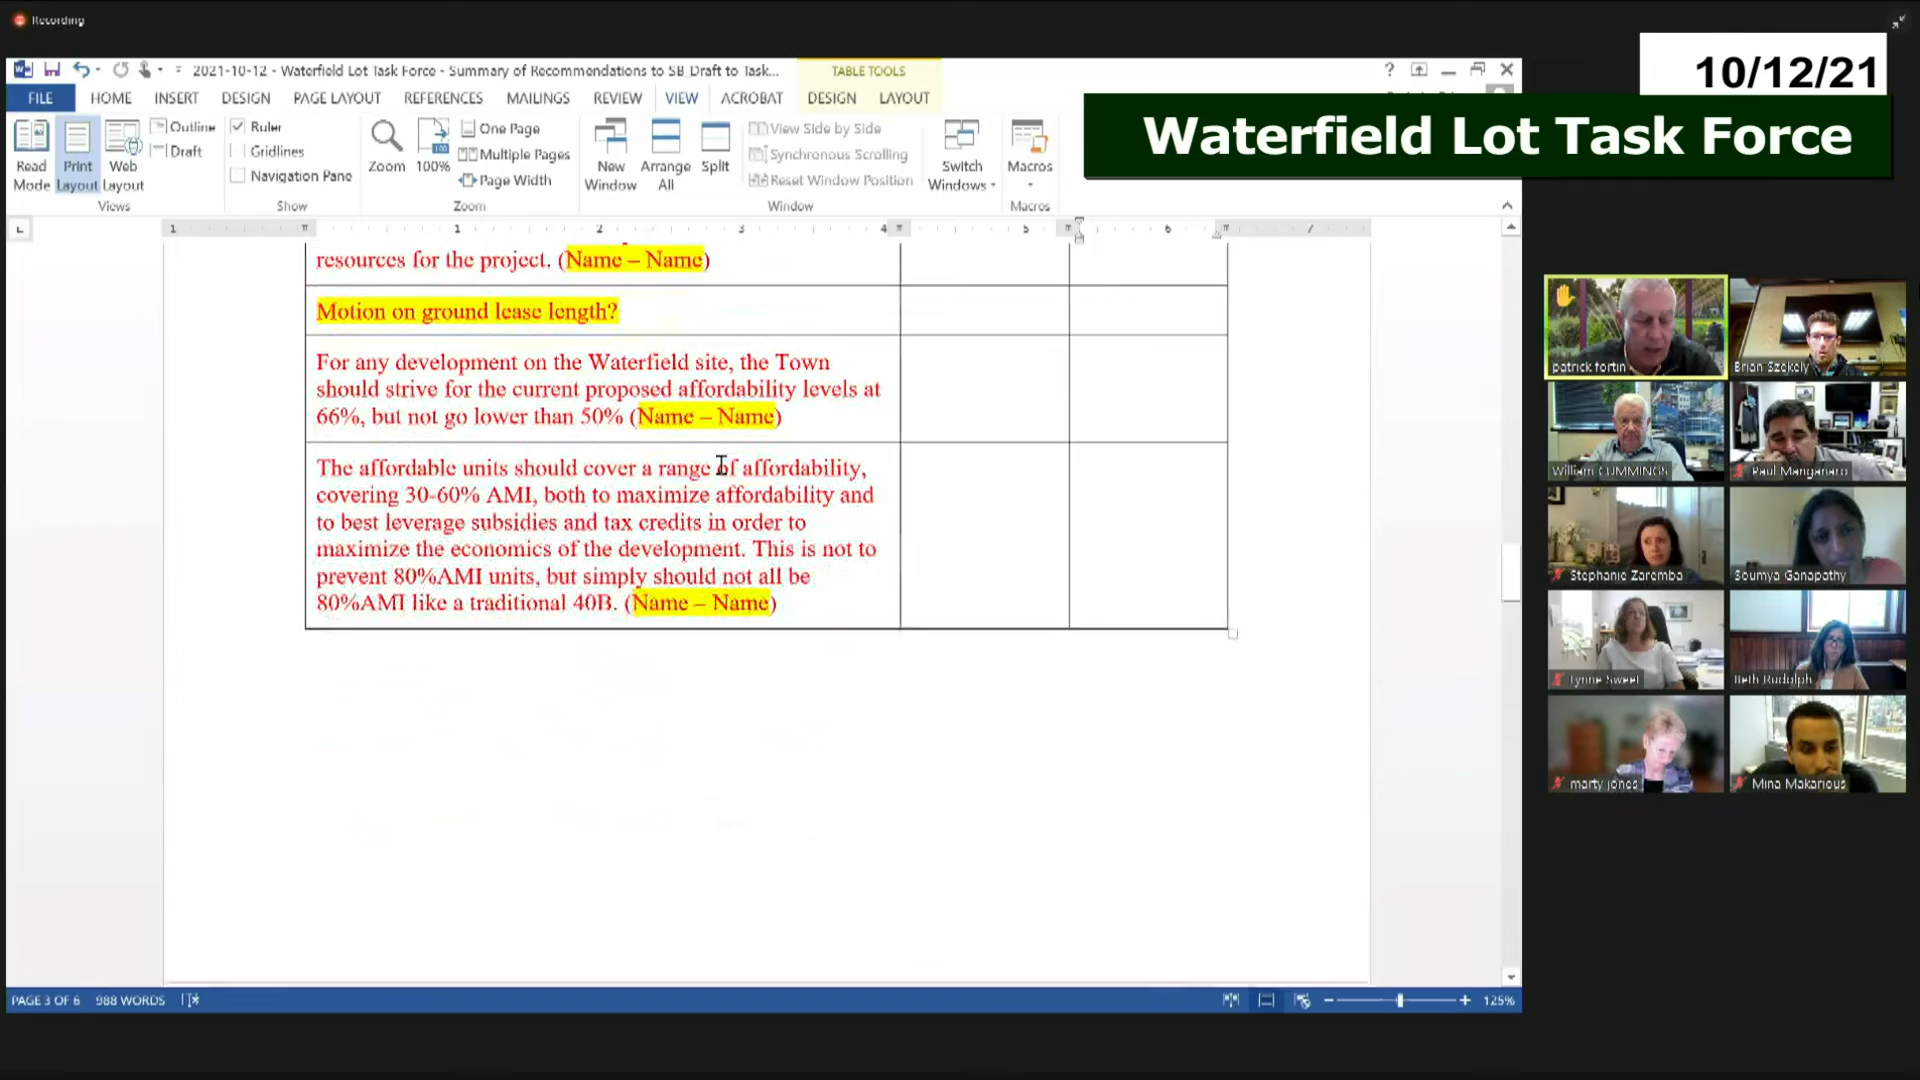 Recording
10/12/21
Waterfield Lot Task Force
2021-10-12 - Waterfield Lot Task Force - Summary of Recommendations to SB_Draft to Task...
TABLE TOOLS
?
FILE HOME INSERT DESIGN PAGE LAYOUT REFERENCES MAILINGS REVIEW VIEW ACROBAT DESIGN LAYOUT
Read Mode
Print Layout
Web Layout
Outline
Draft
Views
Ruler
Gridlines
Navigation Pane
Show
Zoom
100%
One Page
Multiple Pages
Page Width
Zoom
New Window
Arrange All
Split
View Side by Side
Synchronous Scrolling
Reset Window Position
Window
Switch Windows
Macros
Macros
1 1 2 3 4 5 6 7
resources for the project. (Name – Name)
Motion on ground lease length?
For any development on the Waterfield site, the Town
should strive for the current proposed affordability levels at
66%, but not go lower than 50% (Name – Name)
The affordable units should cover a range of affordability,
covering 30-60% AMI, both to maximize affordability and
to best leverage subsidies and tax credits in order to
maximize the economics of the development. This is not to
prevent 80%AMI units, but simply should not all be
80%AMI like a traditional 40B. (Name – Name)
PAGE 3 OF 6 988 WORDS
125%
patrick fortin
Brian Szekely
William CUMMINGS
Paul Manganaro
Stephanie Zaremba
Soumya Ganapathy
Lynne Sweet
Beth Rudolph
marty jones
Mina Makarious